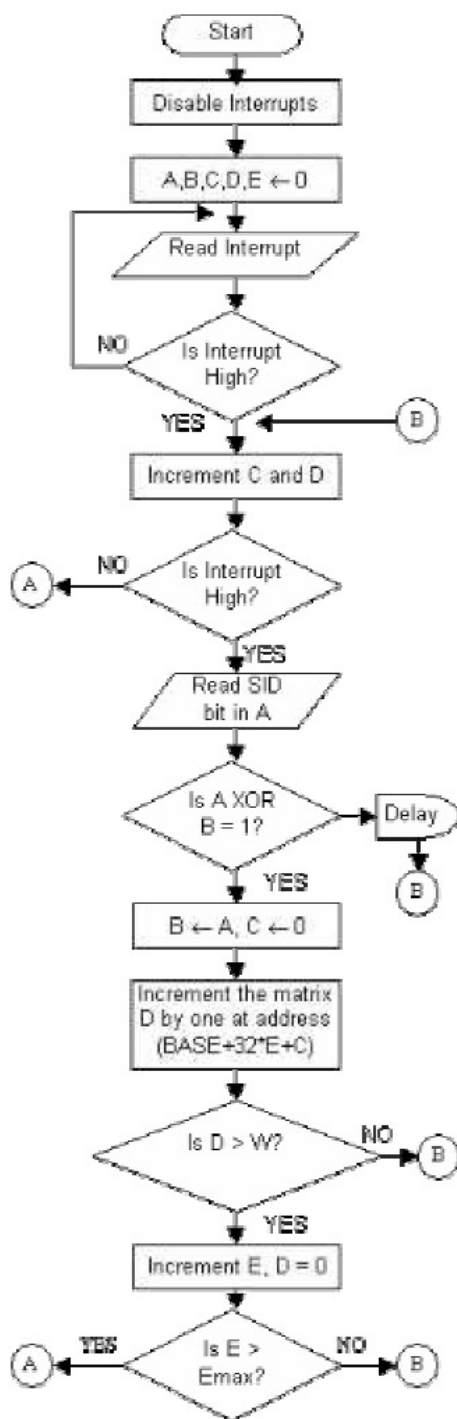 Start
Disable Interrupts
A,B,C,D,E ← 0
Read Interrupt
NO
Is Interrupt
High?
YES
B
Increment C and D
NO
A
Is Interrupt
High?
YES
Read SID
bit in A
Is A XOR
B = 1?
Delay
YES
B
B ← A, C ← 0
Increment the matrix
D by one at address
(BASE+32*E+C)
Is D > W?
NO
B
YES
Increment E, D = 0
A
YES
Is E >
Emax?
NO
B